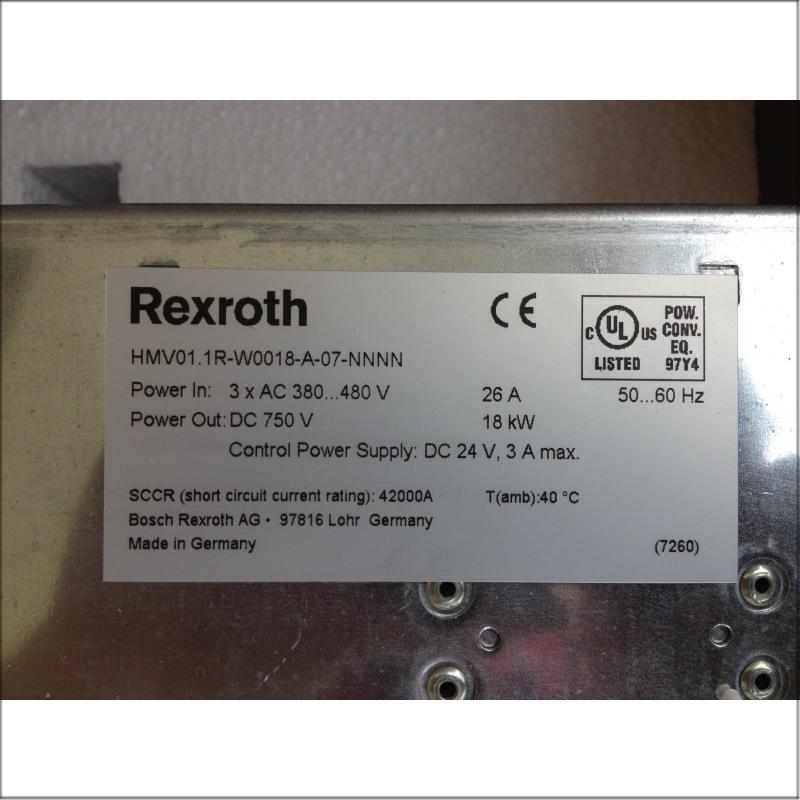 Rexroth
CE
C UL US
LISTED
POW.
CONV.
EQ.
97Y4
HMV01.1R-W0018-A-07-NNNN
Power In: 3 x AC 380...480 V 26 A 50...60 Hz
Power Out: DC 750 V 18 kW
Control Power Supply: DC 24 V, 3 A max.
SCCR (short circuit current rating): 42000A T(amb):40 °C
Bosch Rexroth AG • 97816 Lohr Germany
Made in Germany (7260)